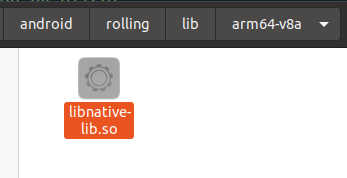 android rolling lib arm64-v8a
libnative-
lib.so